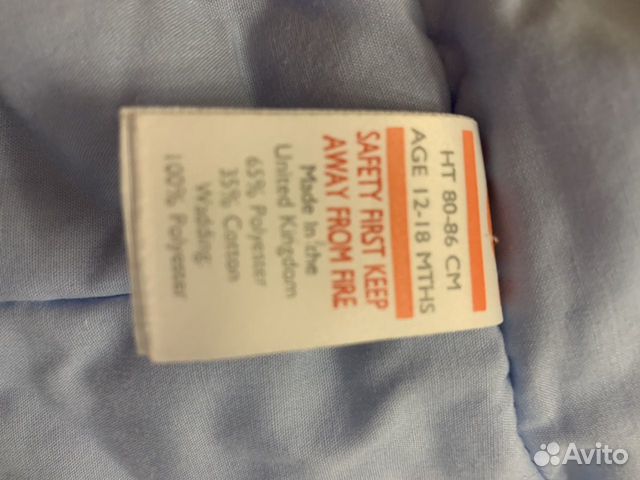 HT 80-86 CM
AGE 12-18 MTHS
SAFETY FIRST KEEP
AWAY FROM FIRE
Made In the
United Kingdom
65% Polyester
35% Cotton
Wadding
100% Polyester
Avito